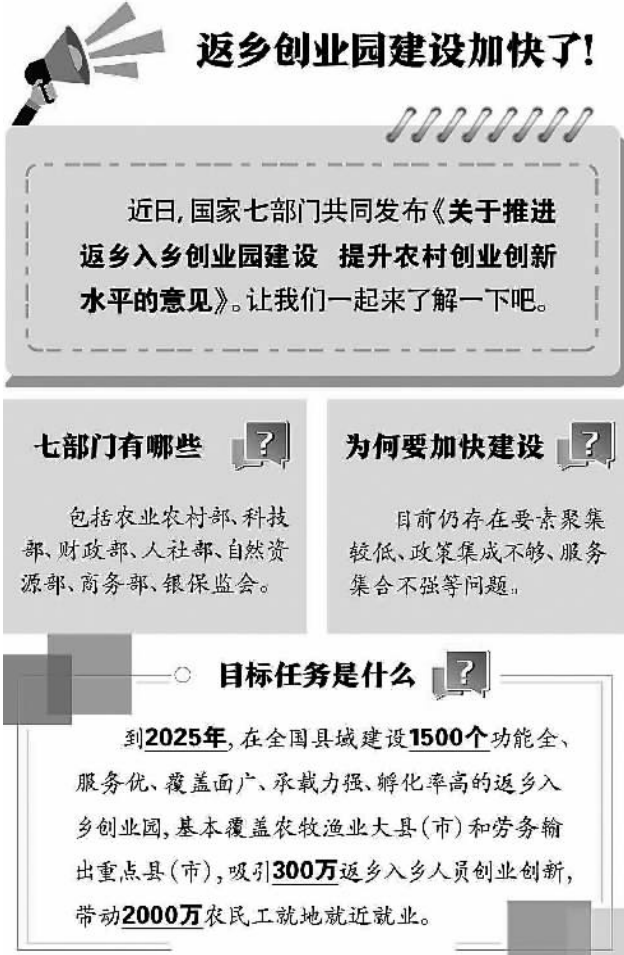 返乡创业园建设加快了!
近日,国家七部门共同发布《关于推进
返乡入乡创业园建设 提升农村创业创新
水平的意见》。让我们一起来了解一下吧。
七部门有哪些 ?
包括农业农村部、科技
部、财政部、人社部、自然资
源部、商务部、银保监会。
为何要加快建设 ?
目前仍存在要素聚集
较低、政策集成不够、服务
集合不强等问题。
目标任务是什么 ?
到2025年,在全国县域建设1500个功能全、
服务优、覆盖面广、承载力强、孵化率高的返乡入
乡创业园,基本覆盖农牧渔业大县(市)和劳务输
出重点县(市),吸引300万返乡入乡人员创业创新,
带动2000万农民工就地就近就业。